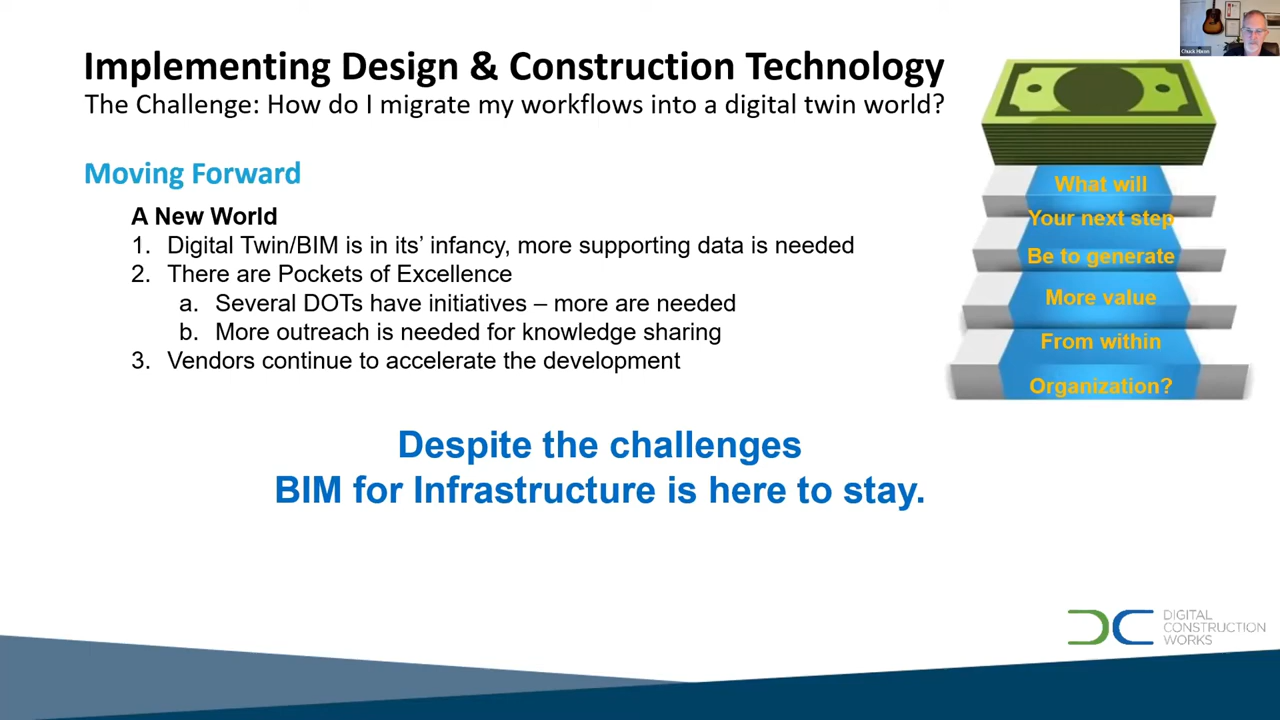 Implementing Design & Construction Technology
The Challenge: How do I migrate my workflows into a digital twin world?
Moving Forward
A New World
1. Digital Twin/BIM is in its’ infancy, more supporting data is needed
2. There are Pockets of Excellence
a. Several DOTs have initiatives – more are needed
b. More outreach is needed for knowledge sharing
3. Vendors continue to accelerate the development
Despite the challenges
BIM for Infrastructure is here to stay.
What will
Your next step
Be to generate
More value
From within
Organization?
DIGITAL
CONSTRUCTION
WORKS